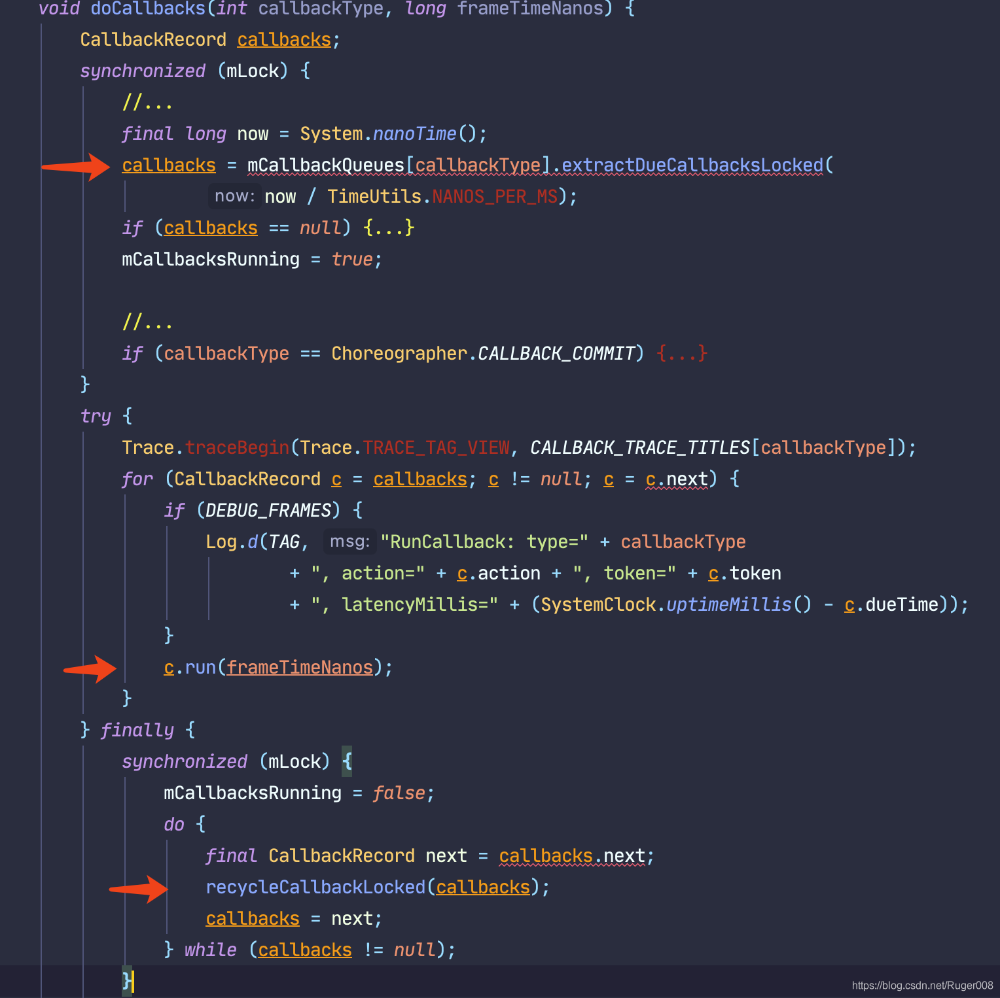 void doCallbacks(int callbackType, long frameTimeNanos) {
    CallbackRecord callbacks;
    synchronized (mLock) {
        //...
        final long now = System.nanoTime();
        callbacks = mCallbackQueues[callbackType].extractDueCallbacksLocked(
                now: now / TimeUtils.NANOS_PER_MS);
        if (callbacks == null) {...}
        mCallbacksRunning = true;

        //...
        if (callbackType == Choreographer.CALLBACK_COMMIT) {...}
    }
    try {
        Trace.traceBegin(Trace.TRACE_TAG_VIEW, CALLBACK_TRACE_TITLES[callbackType]);
        for (CallbackRecord c = callbacks; c != null; c = c.next) {
            if (DEBUG_FRAMES) {
                Log.d(TAG, msg: "RunCallback: type=" + callbackType
                        + ", action=" + c.action + ", token=" + c.token
                        + ", latencyMillis=" + (SystemClock.uptimeMillis() - c.dueTime));
            }
            c.run(frameTimeNanos);
        }
    } finally {
        synchronized (mLock) {
            mCallbacksRunning = false;
            do {
                final CallbackRecord next = callbacks.next;
                recycleCallbackLocked(callbacks);
                callbacks = next;
            } while (callbacks != null);
        }
https://blog.csdn.net/Ruger008